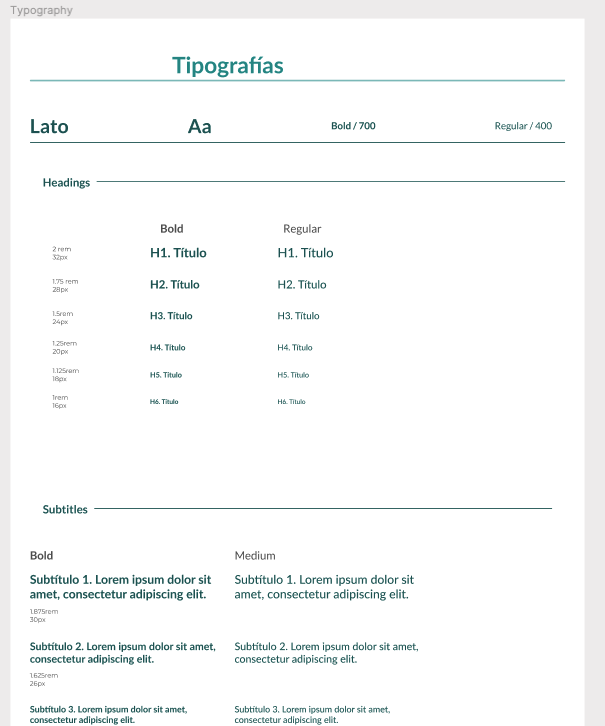 Typography
Tipografías
Lato Aa Bold / 700 Regular / 400
Headings
Bold Regular
2 rem
32px
H1. Título H1. Título
1.75 rem
28px
H2. Título H2. Título
1.5rem
24px
H3. Título H3. Título
1.25rem
20px
H4. Título H4. Título
1.125rem
18px
H5. Título H5. Título
1rem
16px
H6. Título H6. Título
Subtitles
Bold Medium
Subtítulo 1. Lorem ipsum dolor sit
amet, consectetur adipiscing elit.
Subtítulo 1. Lorem ipsum dolor sit
amet, consectetur adipiscing elit.
1.875rem
30px
Subtítulo 2. Lorem ipsum dolor sit amet,
consectetur adipiscing elit.
Subtítulo 2. Lorem ipsum dolor sit amet,
consectetur adipiscing elit.
1.625rem
26px
Subtítulo 3. Lorem ipsum dolor sit amet,
consectetur adipiscing elit.
Subtítulo 3. Lorem ipsum dolor sit amet,
consectetur adipiscing elit.